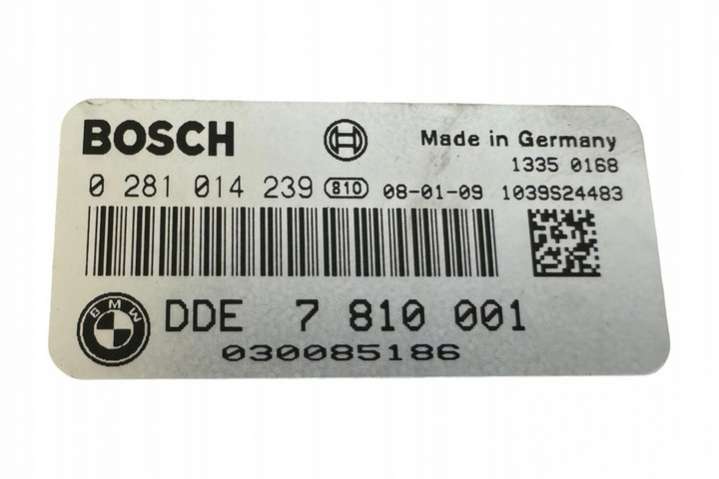 BOSCH
Made in Germany
1335 0168
0 281 014 239 810 08-01-09 1039S24483
BMW
DDE 7 810 001
030085186